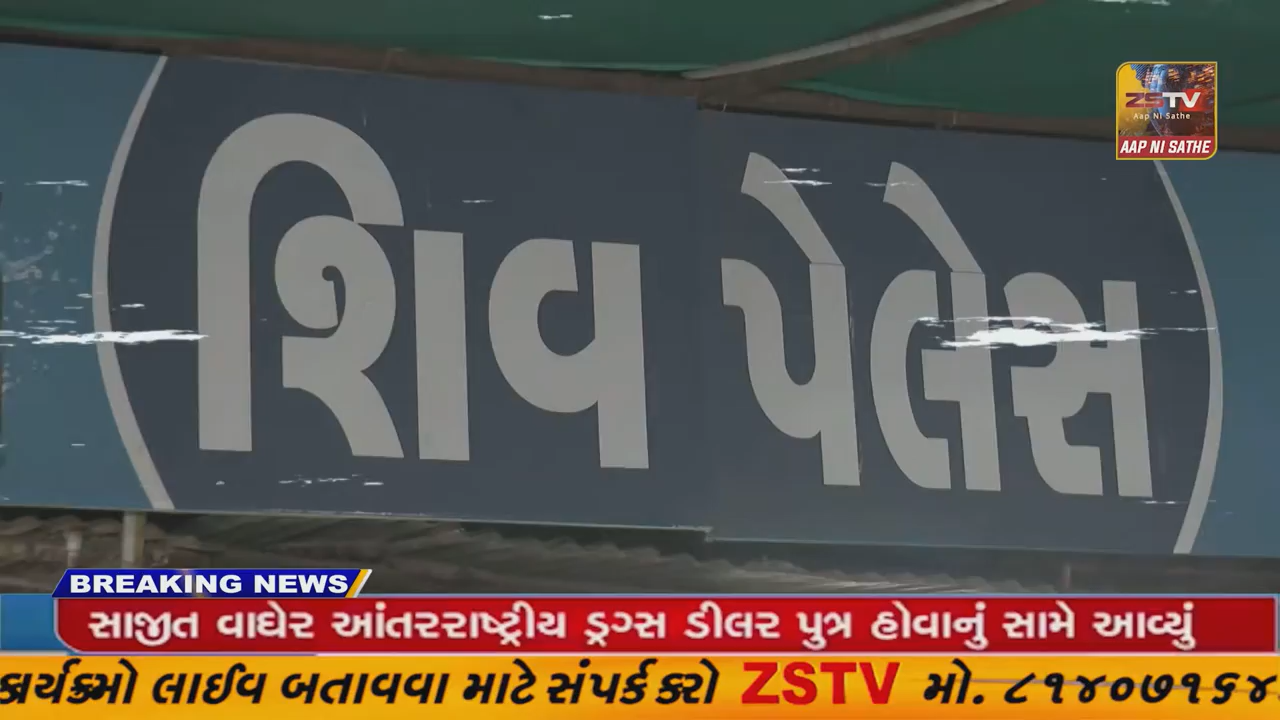 ZSTV
Aap Ni Sathe
AAP NI SATHE
શિવ પેલેસ
BREAKING NEWS
સાજીત વાઘેર આંતરરાષ્ટ્રીય ડ્રગ્સ ડીલર પુત્ર હોવાનું સામે આવ્યું
કાર્યક્રમો લાઈવ બતાવવા માટે સંપર્ક કરો ZSTV મો. ૮૧૪૦૭૧૬૪